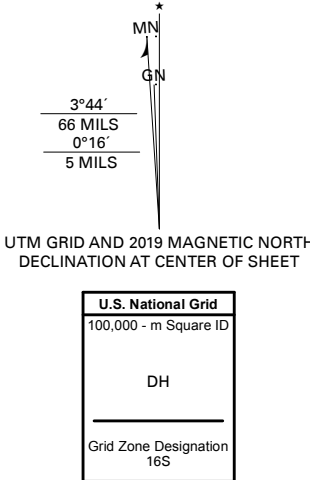 ★
MN
GN
3°44´
66 MILS
0°16´
5 MILS
UTM GRID AND 2019 MAGNETIC NORTH
DECLINATION AT CENTER OF SHEET
U.S. National Grid
100,000 - m Square ID
DH
Grid Zone Designation
16S